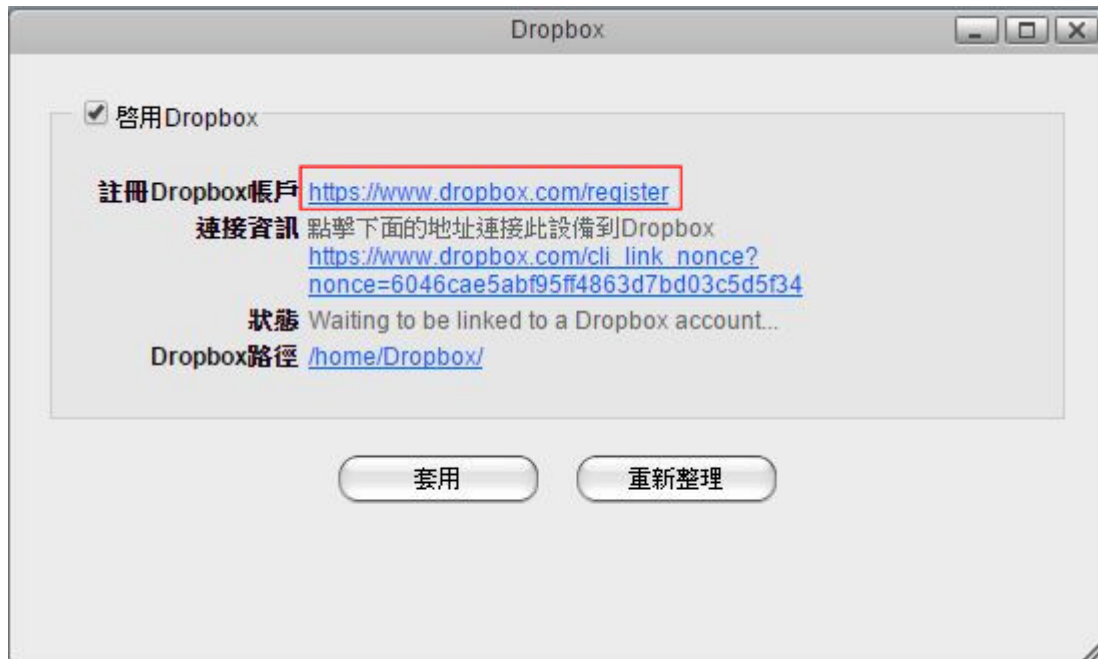 Dropbox
啓用Dropbox
註冊Dropbox帳戶 https://www.dropbox.com/register
連接資訊 點擊下面的地址連接此設備到Dropbox
https://www.dropbox.com/cli_link_nonce?
nonce=6046cae5abf95ff4863d7bd03c5d5f34
狀態 Waiting to be linked to a Dropbox account...
Dropbox路徑 /home/Dropbox/
套用 重新整理